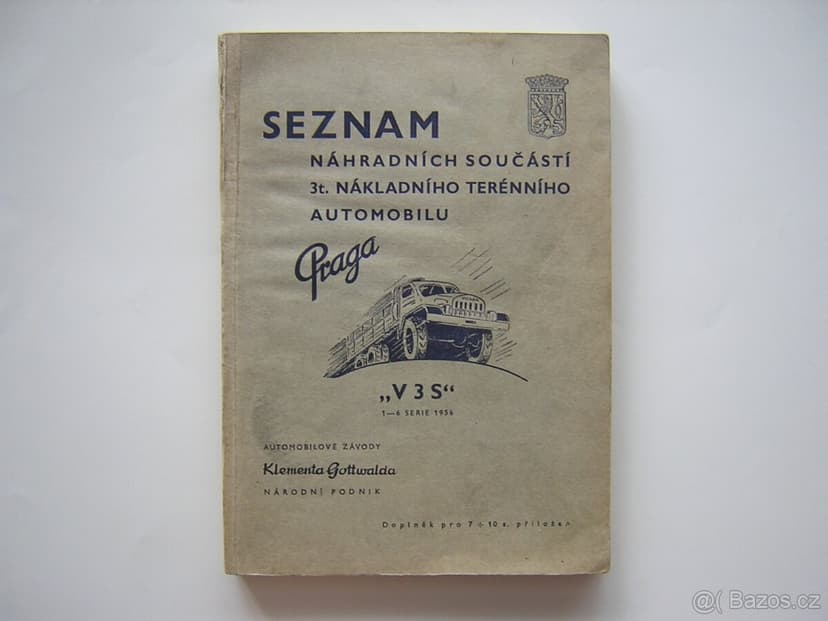 SEZNAM
NÁHRADNÍCH SOUČÁSTÍ
3t. NÁKLADNÍHO TERÉNNÍHO
AUTOMOBILU
Praga
„V 3 S“
1—6 SERIE 1956
AUTOMOBILOVÉ ZÁVODY
Klementa Gottwalda
NÁRODNÍ PODNIK
Doplněk pro 7 ÷ 10 s. přiložen
@( Bazos.cz